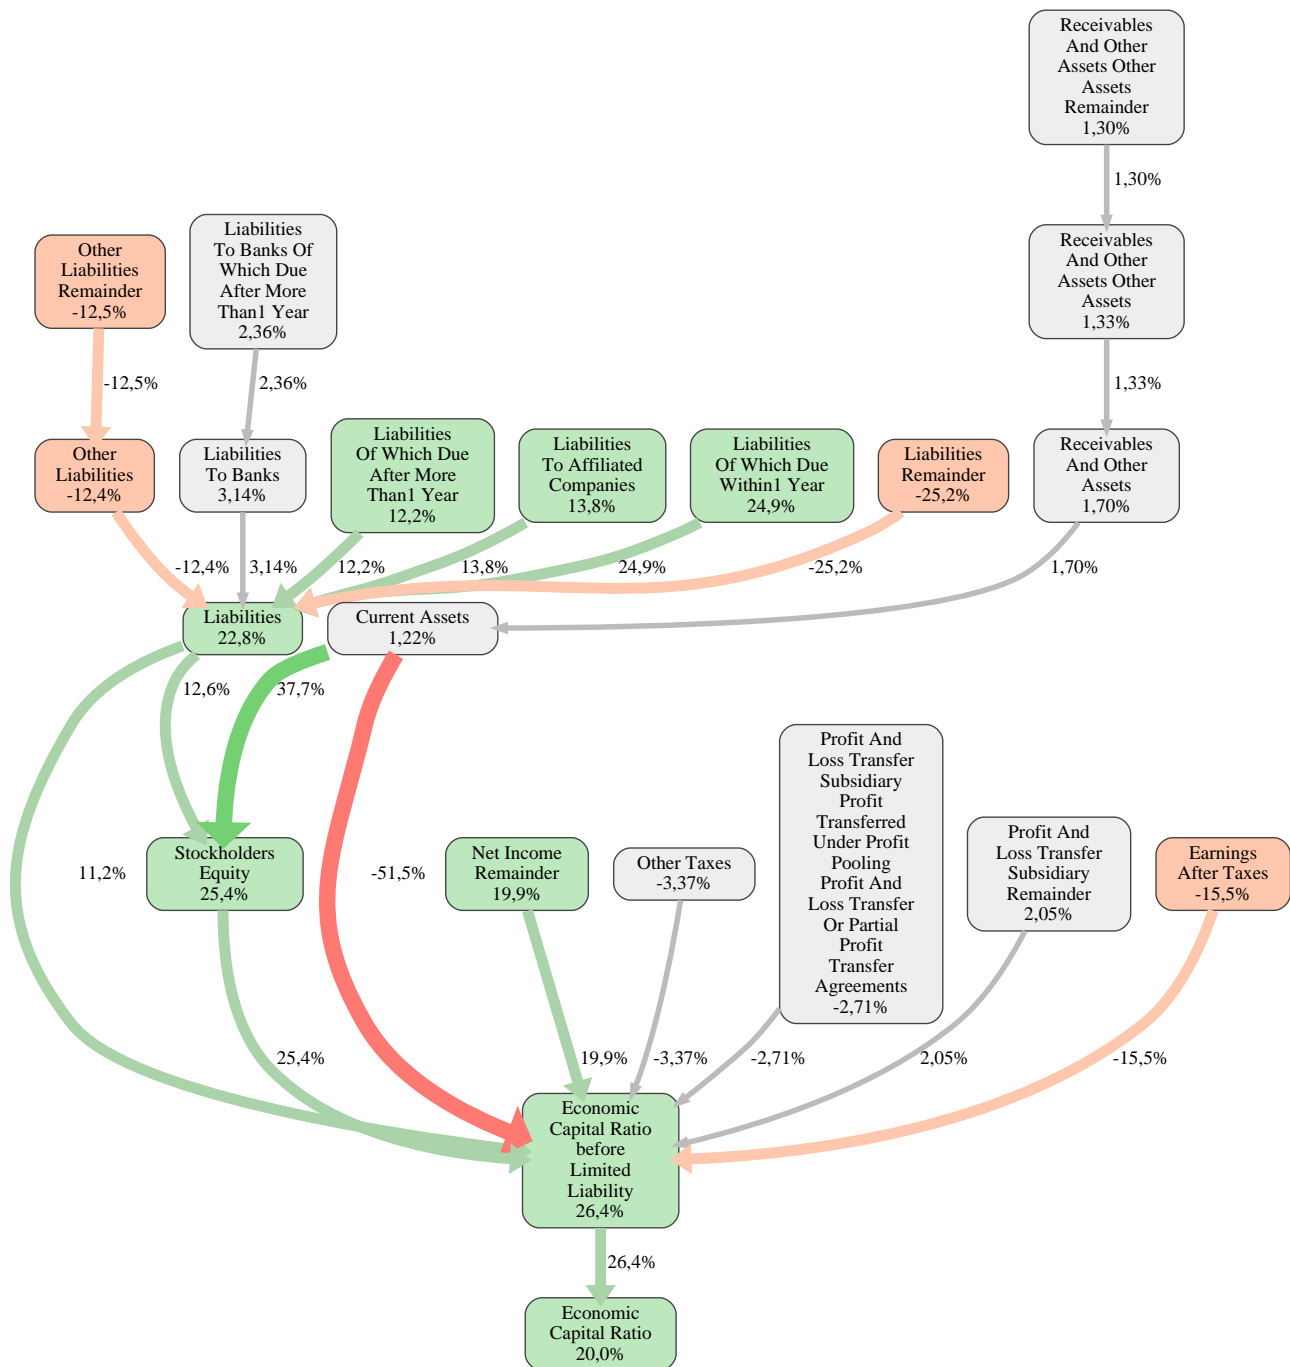 Receivables
And Other
Assets Other
Assets
Remainder
1,30%
1,30%
Other
Liabilities
Remainder
-12,5%
Liabilities
To Banks Of
Which Due
After More
Than1 Year
2,36%
Receivables
And Other
Assets Other
Assets
1,33%
-12,5%
2,36%
1,33%
Other
Liabilities
-12,4%
Liabilities
To Banks
3,14%
Liabilities
Of Which Due
After More
Than1 Year
12,2%
Liabilities
To Affiliated
Companies
13,8%
Liabilities
Of Which Due
Within1 Year
24,9%
Liabilities
Remainder
-25,2%
Receivables
And Other
Assets
1,70%
-12,4%
3,14%
12,2%
13,8%
24,9%
-25,2%
1,70%
Liabilities
22,8%
Current Assets
1,22%
12,6%
37,7%
Stockholders
Equity
25,4%
Net Income
Remainder
19,9%
Other Taxes
-3,37%
Profit And
Loss Transfer
Subsidiary
Profit
Transferred
Under Profit
Pooling
Profit And
Loss Transfer
Or Partial
Profit
Transfer
Agreements
-2,71%
Profit And
Loss Transfer
Subsidiary
Remainder
2,05%
Earnings
After Taxes
-15,5%
11,2%
-51,5%
25,4%
19,9%
-3,37%
-2,71%
2,05%
-15,5%
Economic
Capital Ratio
before
Limited
Liability
26,4%
26,4%
Economic
Capital Ratio
20,0%